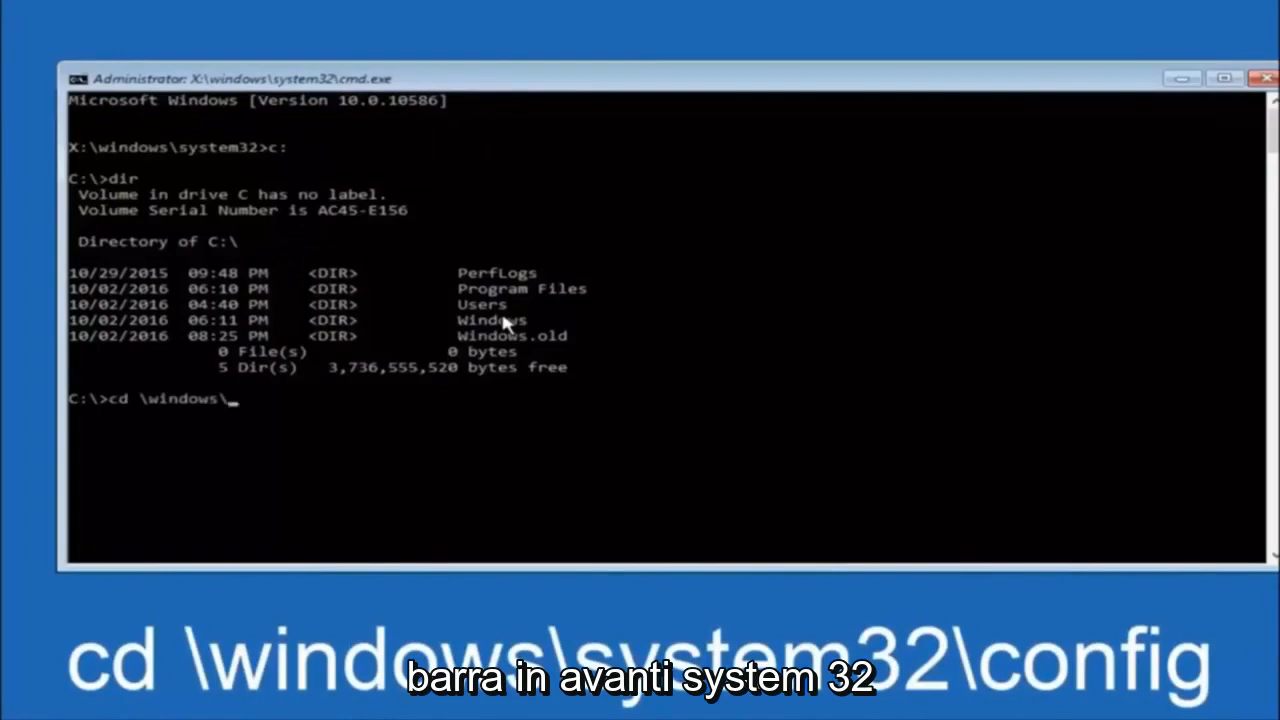 Administrator: X:\windows\system32\cmd.exe
Microsoft Windows [Version 10.0.10586]
X:\windows\system32>c:
C:\>dir
Volume in drive C has no label.
Volume Serial Number is AC45-E156
Directory of C:\
10/29/2015 09:48 PM <DIR> PerfLogs
10/02/2016 06:10 PM <DIR> Program Files
10/02/2016 04:40 PM <DIR> Users
10/02/2016 06:11 PM <DIR> Windows
10/02/2016 08:25 PM <DIR> Windows.old
0 File(s) 0 bytes
5 Dir(s) 3,736,555,520 bytes free
C:\>cd \windows\_
cd \windows\system32\config
barra in avanti system 32